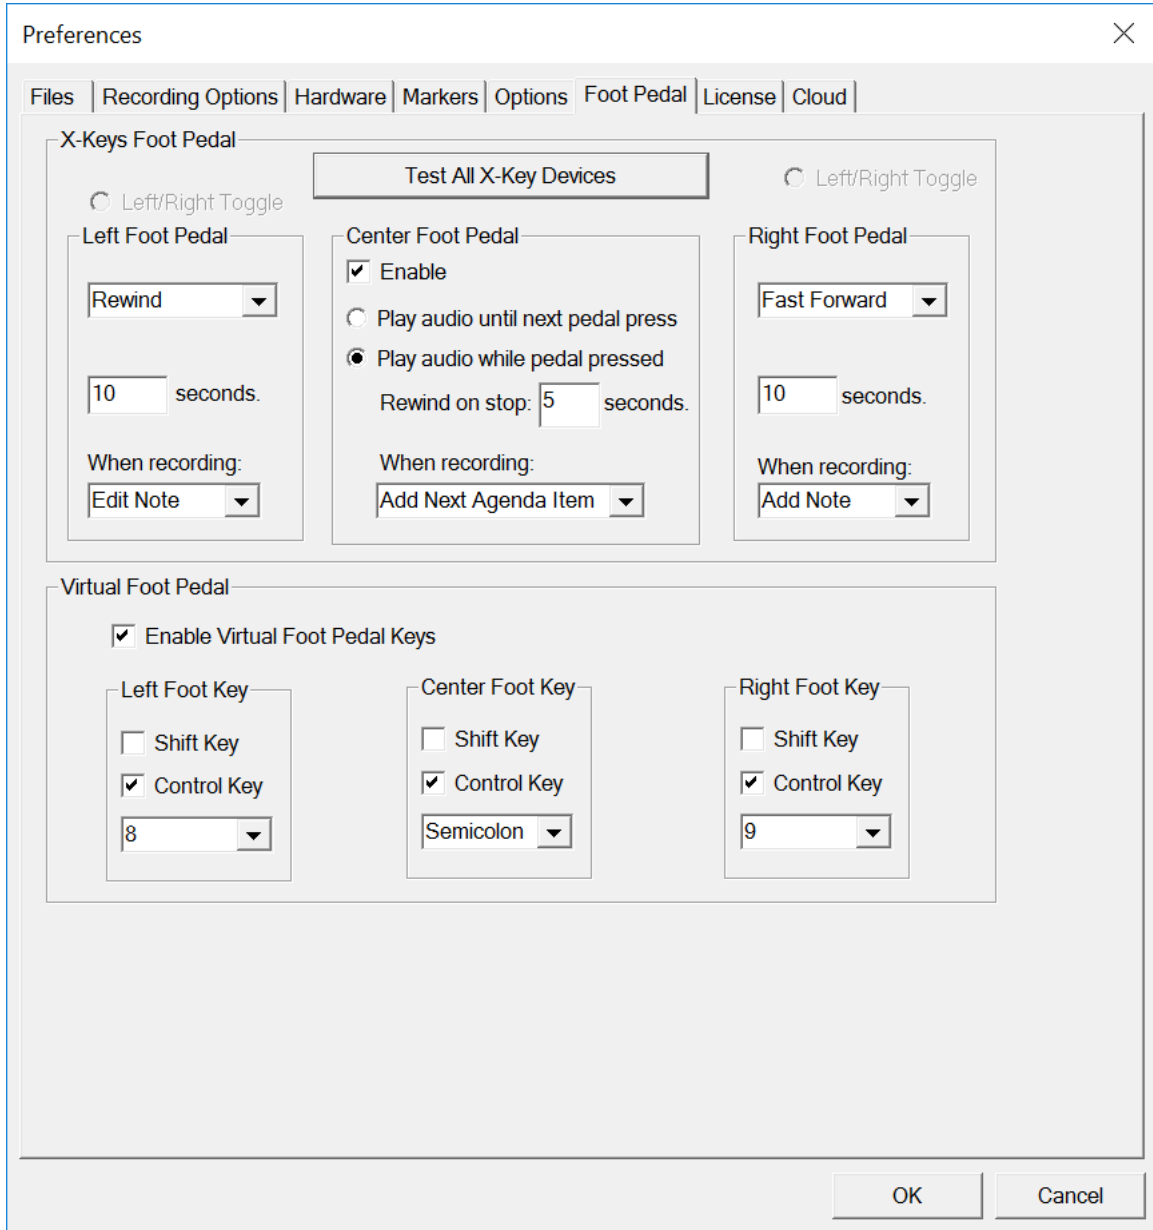 Preferences
Files Recording Options Hardware Markers Options Foot Pedal License Cloud
X-Keys Foot Pedal
Test All X-Key Devices
Left/Right Toggle
Left/Right Toggle
Left Foot Pedal
Rewind
10 seconds.
When recording:
Edit Note
Center Foot Pedal
Enable
Play audio until next pedal press
Play audio while pedal pressed
Rewind on stop: 5 seconds.
When recording:
Add Next Agenda Item
Right Foot Pedal
Fast Forward
10 seconds.
When recording:
Add Note
Virtual Foot Pedal
Enable Virtual Foot Pedal Keys
Left Foot Key
Shift Key
Control Key
8
Center Foot Key
Shift Key
Control Key
Semicolon
Right Foot Key
Shift Key
Control Key
9
OK Cancel